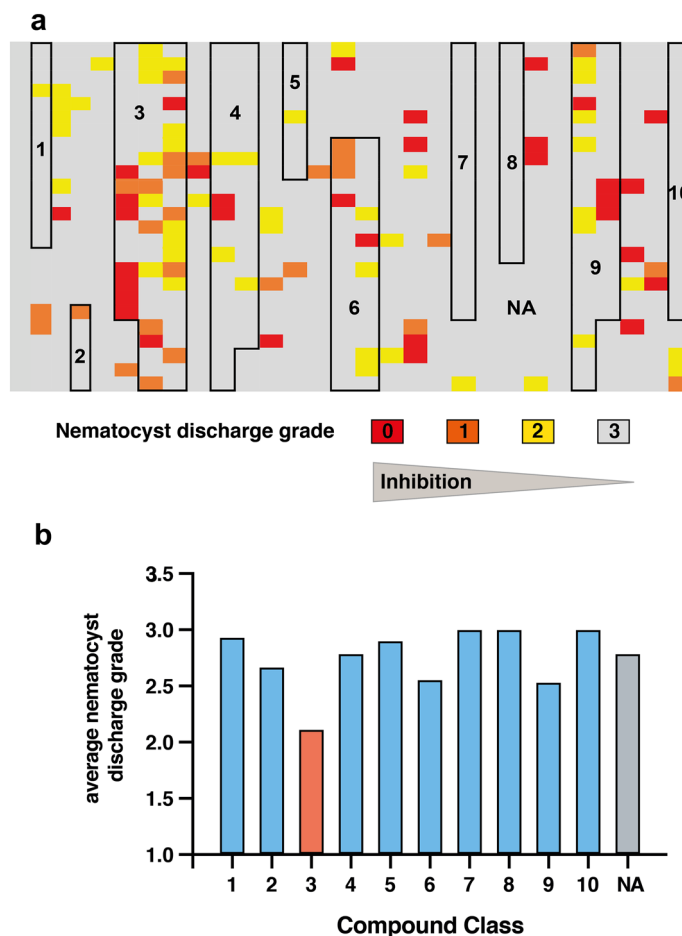 a
5
3
4
1
7
8
10
9
6
NA
2
Nematocyst discharge grade 0 1 2 3
Inhibition
b
average nematocyst
discharge grade
3.5
3.0
2.5
2.0
1.5
1.0
1 2 3 4 5 6 7 8 9 10 NA
Compound Class